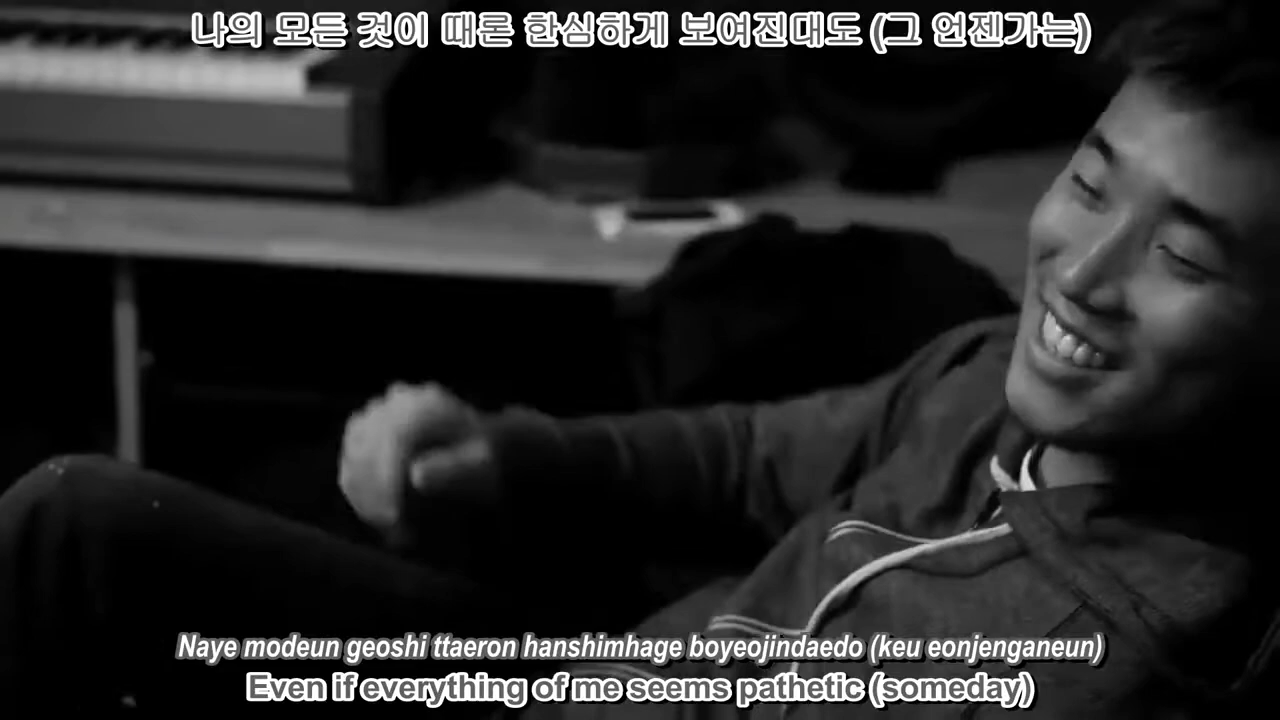 나의 모든 것이 때론 한심하게 보여진대도 (그 언젠가는)
Naye modeun geoshi ttaeron hanshimhage boyeojindaedo (keu eonjenganeun)
Even if everything of me seems pathetic (someday)